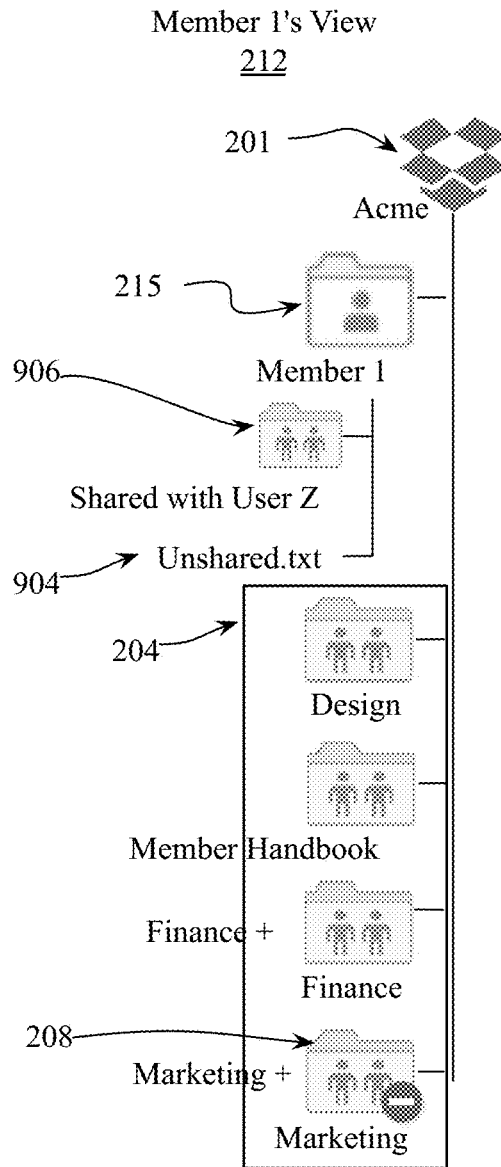 Member 1's View
212
201
Acme
215
Member 1
906
Shared with User Z
904
Unshared.txt
204
Design
Member Handbook
Finance +
Finance
208
Marketing +
Marketing